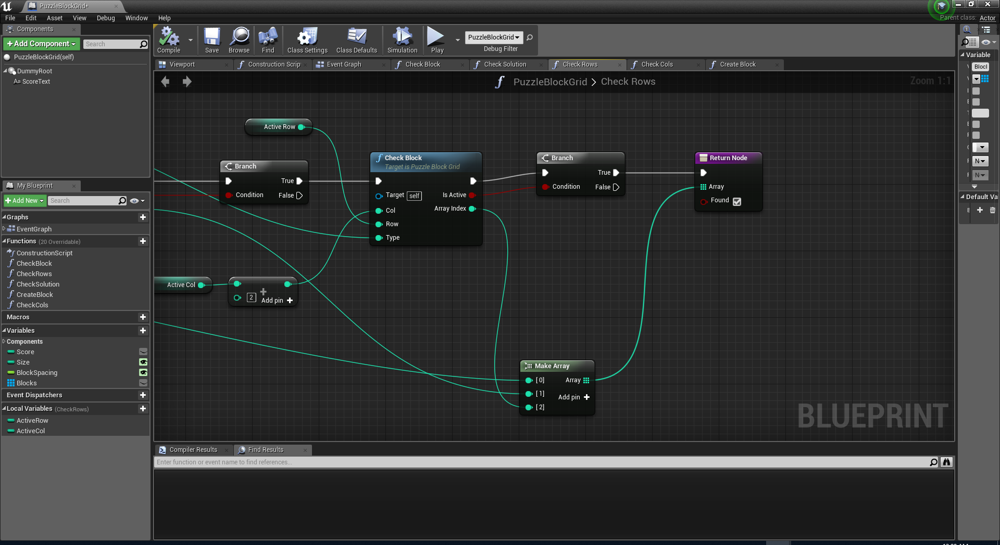 PuzzleBlockGrid*
File Edit Asset View Debug Window Help
Parent class: Actor
Components
Add Component
Search
PuzzleBlockGrid(self)
DummyRoot
Aa ScoreText
My Blueprint
Add New
Search
Graphs
EventGraph
Functions (20 Overridable)
ConstructionScript
CheckBlock
CheckRows
CheckSolution
CreateBlock
CheckCols
Macros
Variables
Components
Score
Size
BlockSpacing
Blocks
Event Dispatchers
Local Variables (CheckRows)
ActiveRow
ActiveCol
Compile
Save
Browse
Find
Class Settings
Class Defaults
Simulation
Play
PuzzleBlockGrid
Debug Filter
Viewport
Construction Scrip
Event Graph
Check Block
Check Solution
Check Rows
Check Cols
Create Block
PuzzleBlockGrid > Check Rows
Zoom 1:1
Active Row
Branch
True
Condition
False
Active Col
2
Add pin
Check Block
Target is Puzzle Block Grid
Target self
Is Active
Col
Array Index
Row
Type
Branch
True
Condition
False
Return Node
Array
Found
Make Array
[0]
Array
[1]
Add pin
[2]
BLUEPRINT
Compiler Results
Find Results
Enter function or event name to find references...
Variable
Blocl
N
N
Default Va